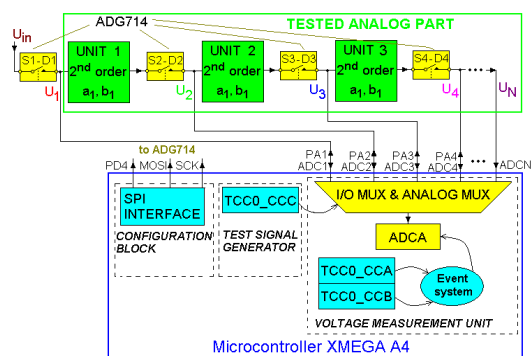 ADG714
TESTED ANALOG PART
Uin
S1-D1
UNIT 1
2nd order
a1, b1
S2-D2
UNIT 2
2nd order
a1, b1
S3-D3
UNIT 3
2nd order
a1, b1
S4-D4
U1
U2
U3
U4
UN
to ADG714
PD4 MOSI SCK
PA1 PA2 PA3 PA4
ADC1 ADC2 ADC3 ADC4 ADCN
SPI INTERFACE
CONFIGURATION
BLOCK
TCC0_CCC
TEST SIGNAL
GENERATOR
I/O MUX & ANALOG MUX
ADCA
TCC0_CCA
TCC0_CCB
Event
system
VOLTAGE MEASUREMENT UNIT
Microcontroller XMEGA A4